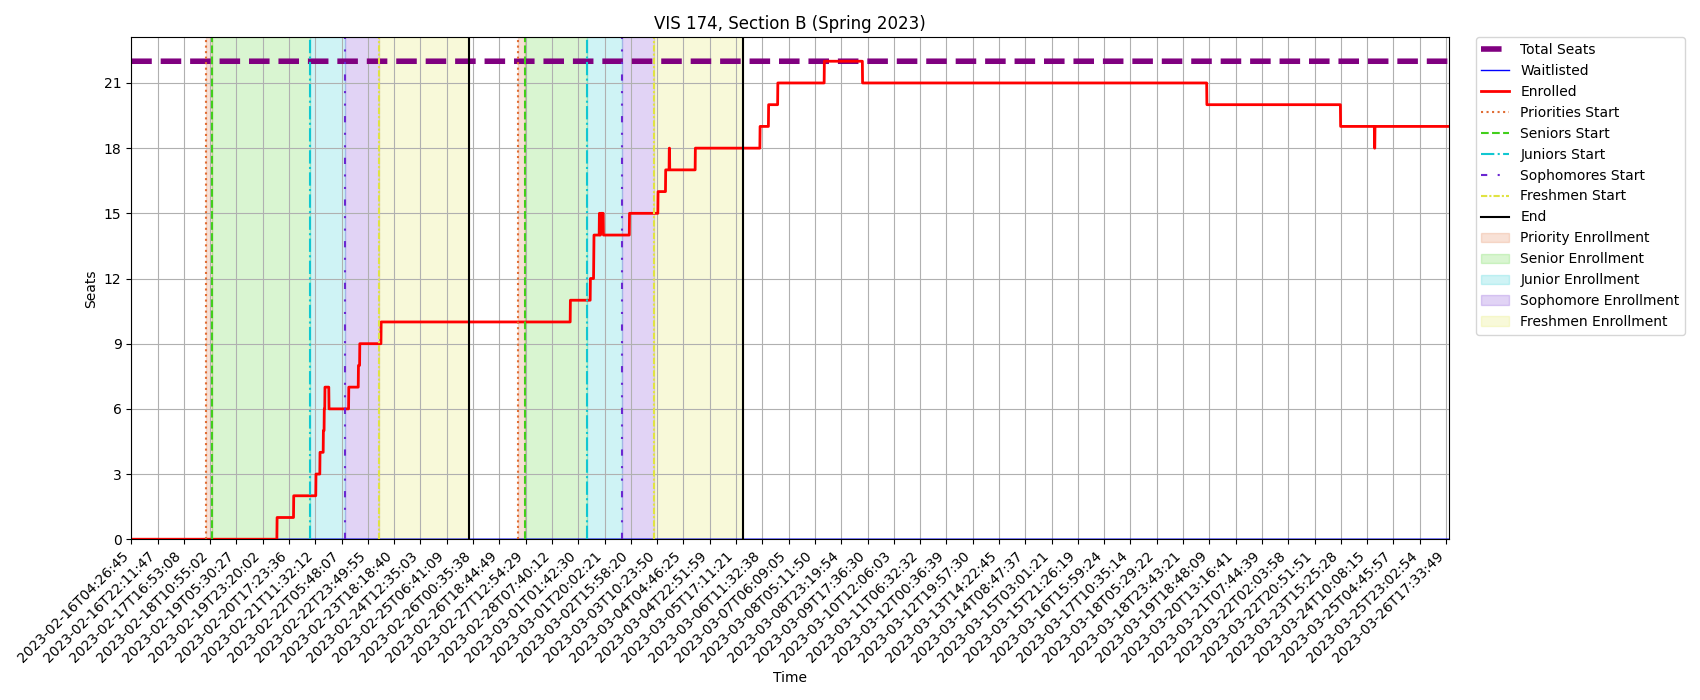 VIS 174, Section B (Spring 2023)
Total Seats
Waitlisted
Enrolled
Priorities Start
Seniors Start
Juniors Start
Sophomores Start
Freshmen Start
End
Priority Enrollment
Senior Enrollment
Junior Enrollment
Sophomore Enrollment
Freshmen Enrollment
Seats
21
18
15
12
9
6
3
0
2023-02-16T04:26:45
2023-02-16T22:11:47
2023-02-17T16:53:08
2023-02-18T10:55:02
2023-02-19T05:30:27
2023-02-19T23:20:02
2023-02-20T17:23:36
2023-02-21T11:32:12
2023-02-22T05:48:07
2023-02-22T23:49:55
2023-02-23T18:18:40
2023-02-24T12:35:03
2023-02-25T06:41:09
2023-02-26T00:35:38
2023-02-26T18:44:49
2023-02-27T12:54:29
2023-02-28T07:40:12
2023-03-01T01:42:30
2023-03-01T20:02:21
2023-03-02T15:58:20
2023-03-03T10:23:50
2023-03-04T04:46:25
2023-03-04T22:51:59
2023-03-05T17:11:21
2023-03-06T11:32:38
2023-03-07T06:09:05
2023-03-08T05:11:50
2023-03-08T23:19:54
2023-03-09T17:36:30
2023-03-10T12:06:03
2023-03-11T06:32:32
2023-03-12T00:36:39
2023-03-12T19:57:30
2023-03-13T14:22:45
2023-03-14T08:47:37
2023-03-15T03:01:21
2023-03-15T21:26:19
2023-03-16T15:59:24
2023-03-17T10:35:14
2023-03-18T05:29:22
2023-03-18T23:43:21
2023-03-19T18:48:09
2023-03-20T13:16:41
2023-03-21T07:44:39
2023-03-22T02:03:58
2023-03-22T20:51:51
2023-03-23T15:25:28
2023-03-24T10:08:15
2023-03-25T04:45:57
2023-03-25T23:02:54
2023-03-26T17:33:49
Time